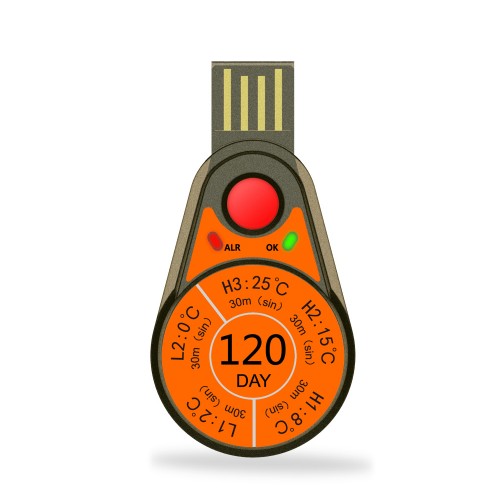 ALR
OK
H3:25℃
30m（sin）
H2:15℃
30m（sin）
H1:8℃
30m（sin）
L1:2℃
30m（sin）
L2:0℃
30m（sin）
120
DAY